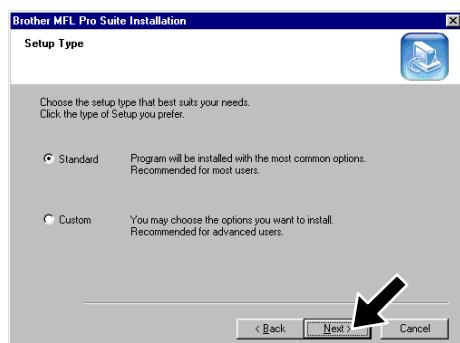 Brother MFL Pro Suite Installation
Setup Type
Choose the setup type that best suits your needs.
Click the type of Setup you prefer.
Standard Program will be installed with the most common options.
Recommended for most users.
Custom You may choose the options you want to install.
Recommended for advanced users.
< Back Next > Cancel